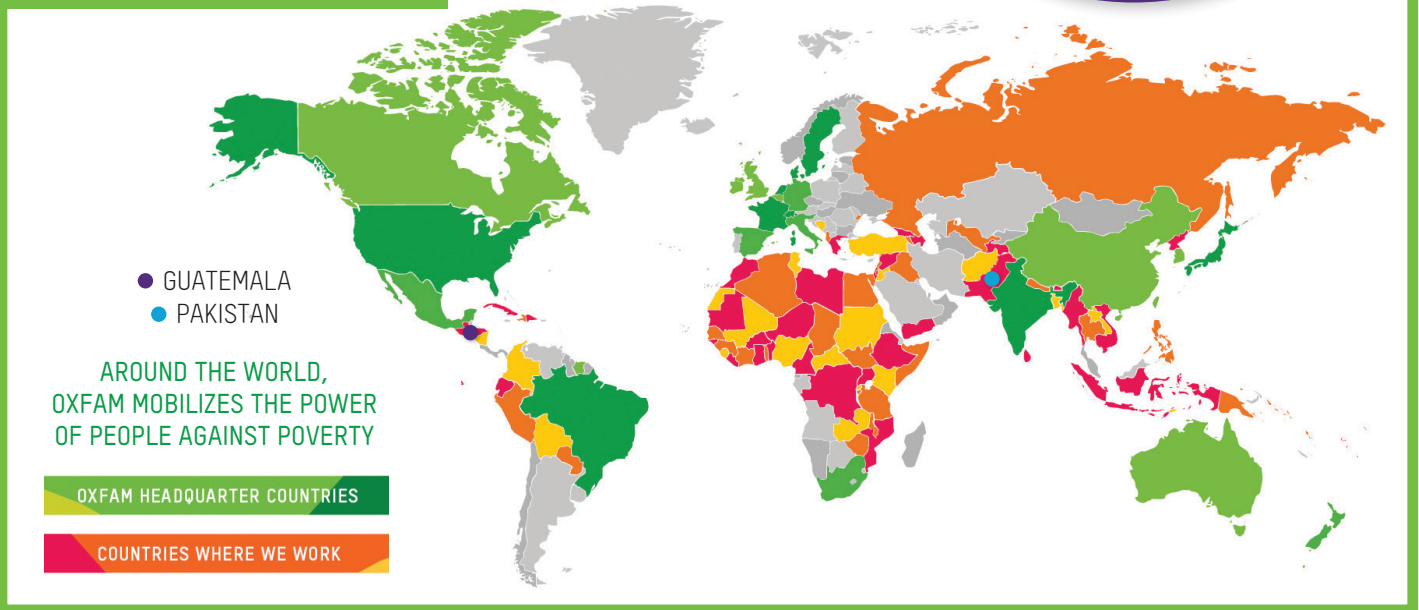 GUATEMALA
PAKISTAN
AROUND THE WORLD,
OXFAM MOBILIZES THE POWER
OF PEOPLE AGAINST POVERTY
OXFAM HEADQUARTER COUNTRIES
COUNTRIES WHERE WE WORK